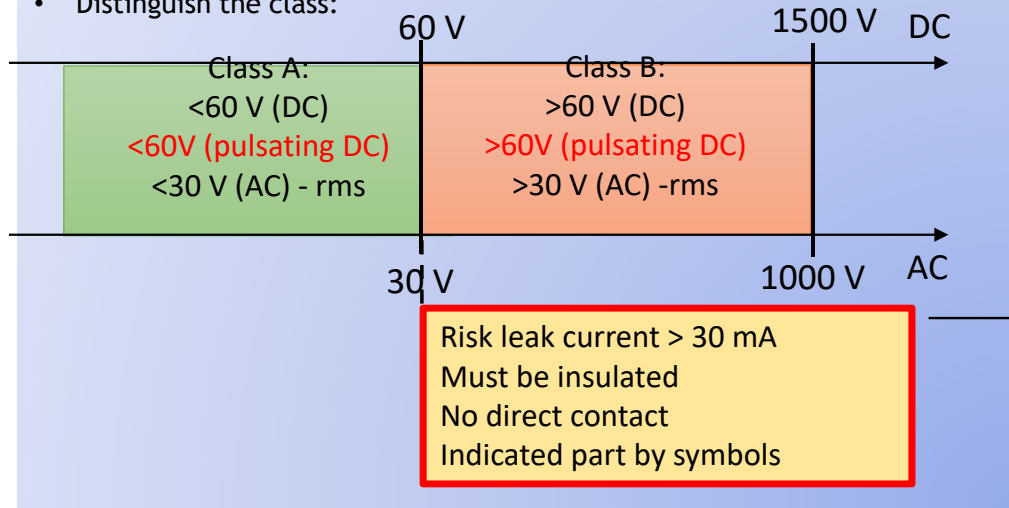 • Distinguish the class:
60 V
1500 V
DC
Class A:
<60 V (DC)
<60V (pulsating DC)
<30 V (AC) - rms
Class B:
>60 V (DC)
>60V (pulsating DC)
>30 V (AC) -rms
30 V
1000 V
AC
Risk leak current > 30 mA
Must be insulated
No direct contact
Indicated part by symbols